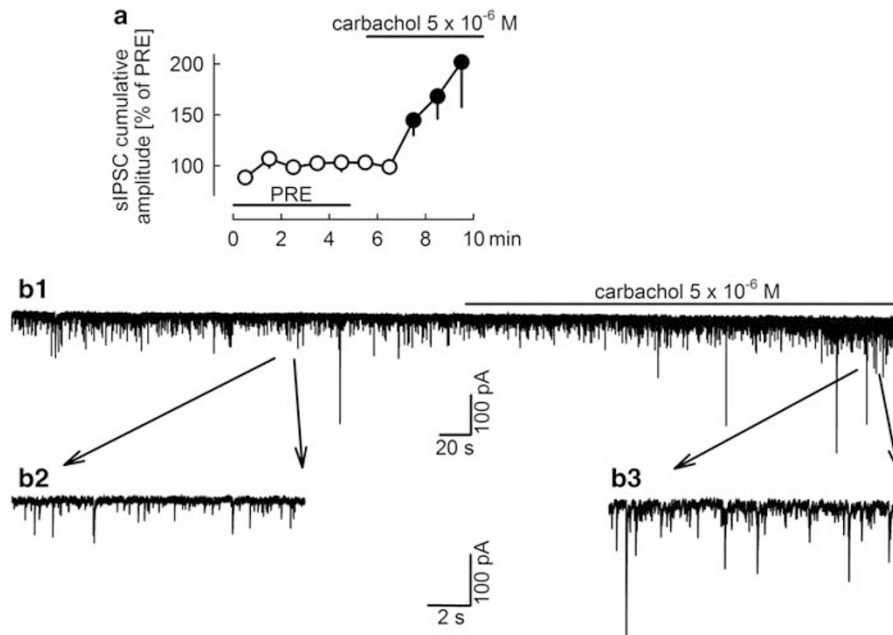 a
carbachol 5 x 10⁻⁶ M
sIPSC cumulative
amplitude [% of PRE]
200
150
100
PRE
0 2 4 6 8 10 min
b1
carbachol 5 x 10⁻⁶ M
100 pA
20 s
b2
b3
100 pA
2 s